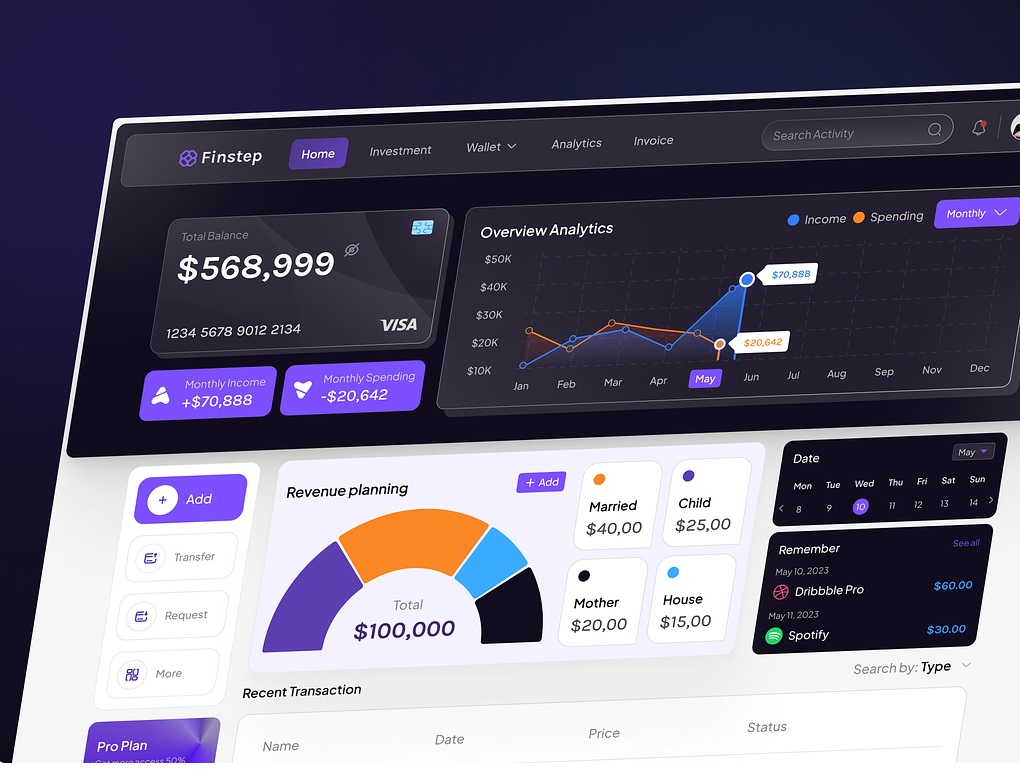 Finstep
Home
Investment
Wallet
Analytics
Invoice
Search Activity
Total Balance
$568,999
1234 5678 9012 2134
VISA
Monthly Income
+$70,888
Monthly Spending
-$20,642
Overview Analytics
Income
Spending
Monthly
$50K
$40K
$30K
$20K
$10K
$70,888
$20,642
Jan Feb Mar Apr May Jun Jul Aug Sep Oct Nov Dec
Add
Transfer
Request
More
Pro Plan
Get more access 50%
Revenue planning
+ Add
Total
$100,000
Married
$40,00
Child
$25,00
Mother
$20,00
House
$15,00
Date
May
Mon Tue Wed Thu Fri Sat Sun
8 9 10 11 12 13 14
Remember
See all
May 10, 2023
Dribbble Pro
$60.00
May 11, 2023
Spotify
$30.00
Recent Transaction
Search by: Type
Name Date Price Status